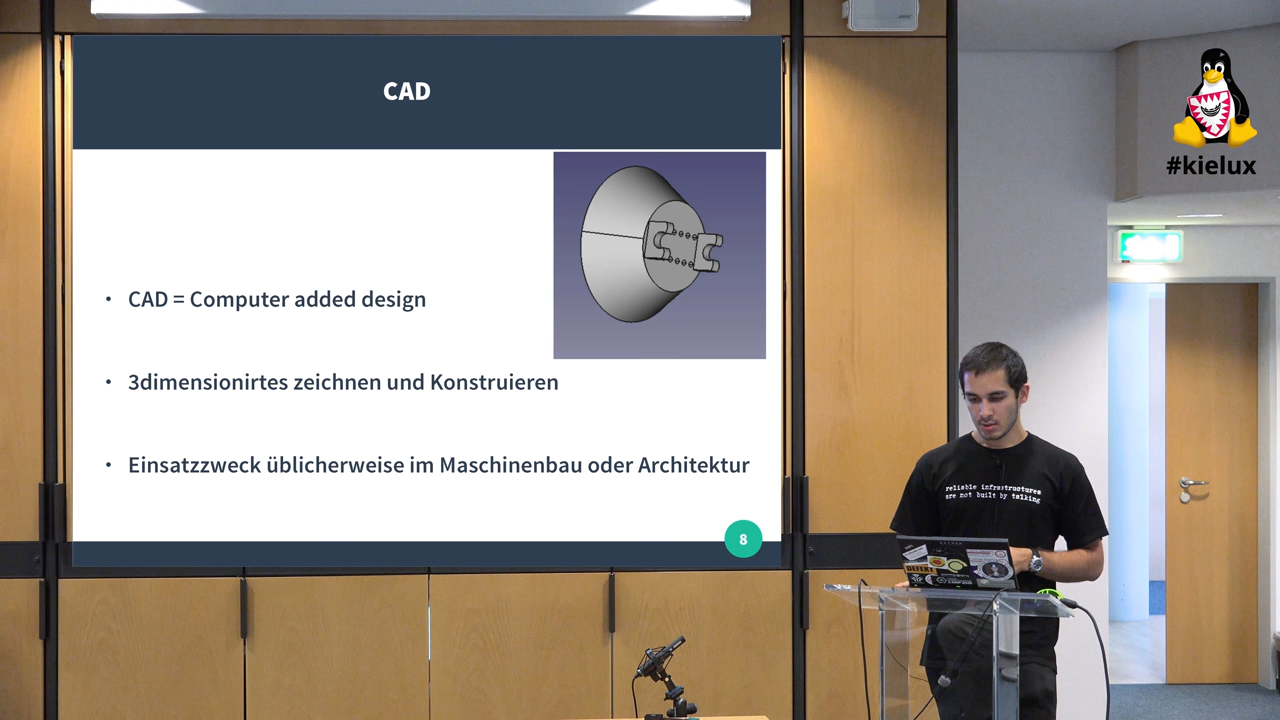 CAD
• CAD = Computer added design
• 3dimensionirtes zeichnen und Konstruieren
• Einsatzzweck üblicherweise im Maschinenbau oder Architektur
8
#kielux
reliable infrastructures
are not built by talking
DEFEKT